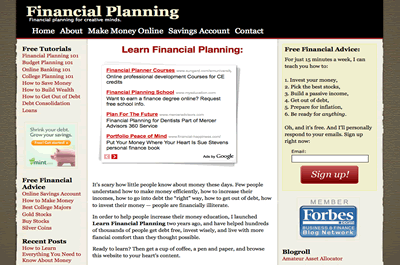 Financial Planning
Financial planning for creative minds.
Home About Make Money Online Savings Account Contact
Free Tutorials
Financial Planning 101
Budget Planning 101
Online Banking 101
College Planning 101
How to Save Money
How to Build Wealth
How to Get Out of Debt
Debt Consolidation
Loans
Shrink your debt.
Grow your savings.
mint.com
Free Financial
Advice
Online Savings Account
How to Make Money
Best College Majors
Gold Stocks
Buy Stocks
Silver Coins
Recent Posts
How to Learn
Everything You Need to
Know About Money
Learn Financial Planning:
Financial Planner Courses
Online professional development Courses for CE
credits
Financial Planning School
Want to earn a finance degree online? Request
free school info.
Plan For The Future
Financial Planning for Dentists Part of Mercer
Advisors 360 Service
Portfolio Peace of Mind
Put Your Money Where Your Heart is Sue Stevens
personal finance book
Ads by Google
It's scary how little people know about money these days. Few people
understand how to make money efficiently, how to increase their
incomes, how to go into debt the "right" way, how to get out of debt,
how to invest their money — people are financially illiterate.
In order to help people increase their money education, I launched
Learn Financial Planning two years ago, and have helped hundreds
of thousands of people get debt free, invest wisely, and live with more
fiancial comfort than they thought possible.
Ready to learn? Then get a cup of coffee, a pen and paper, and browse
this website to your heart's content.
Free Financial Advice:
For just 15 minutes a week, I can
teach you how to:
1. Invest your money,
2. Pick the best stocks,
3. Build a passive income,
4. Get out of debt,
5. Prepare for inflation,
6. Be ready for anything.
Oh, and it's free. And I'll personally
respond to your emails. Sign up
right now:
Email:
Sign up!
MEMBER
Forbes
.com
BUSINESS & FINANCE
Blog Network
Blogroll
Amateur Asset Allocator